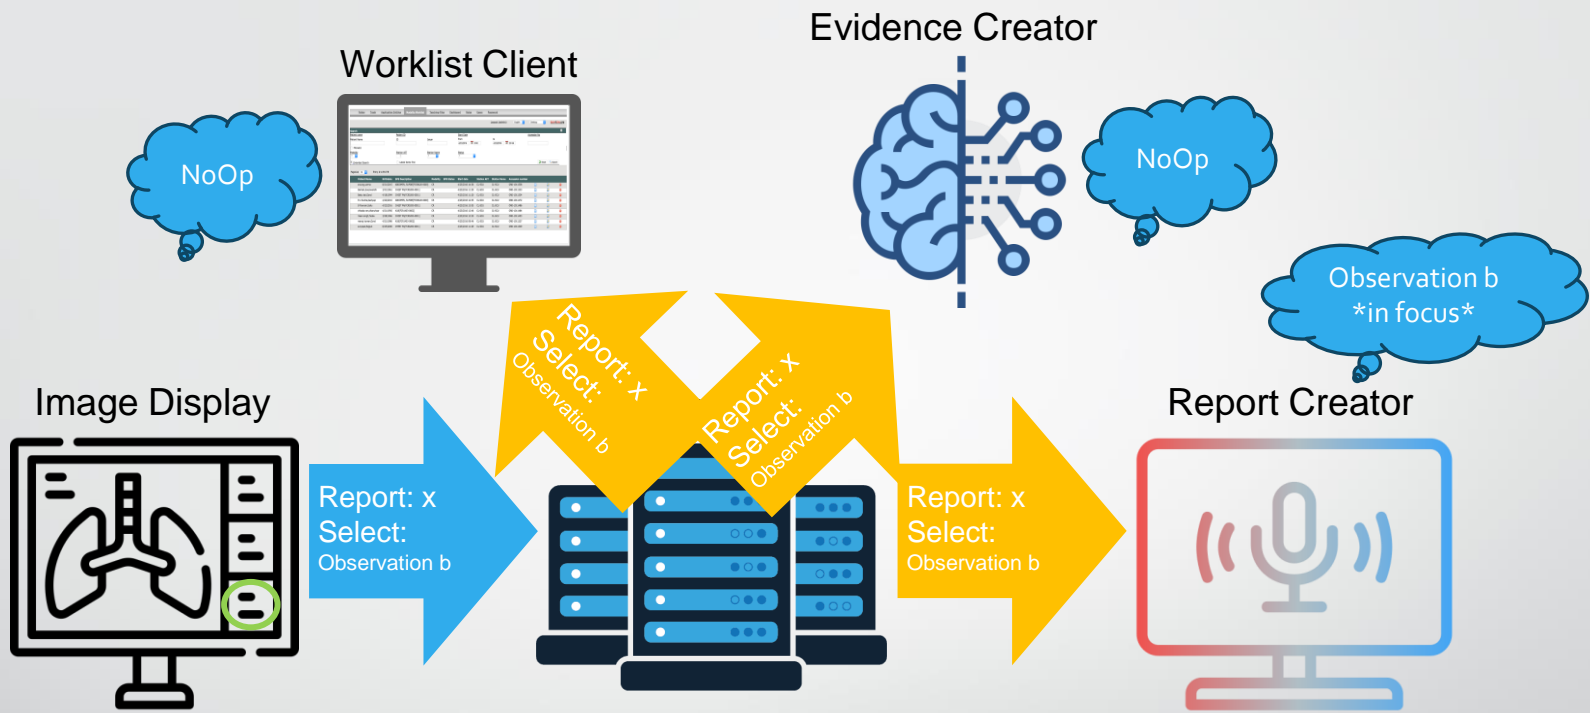 Evidence Creator
Worklist Client
NoOp
NoOp
Observation b
*in focus*
Image Display
Report Creator
Report: x
Select:
Observation b
Report: x
Select:
Observation b
Report: x
Select:
Observation b
Report: x
Select:
Observation b